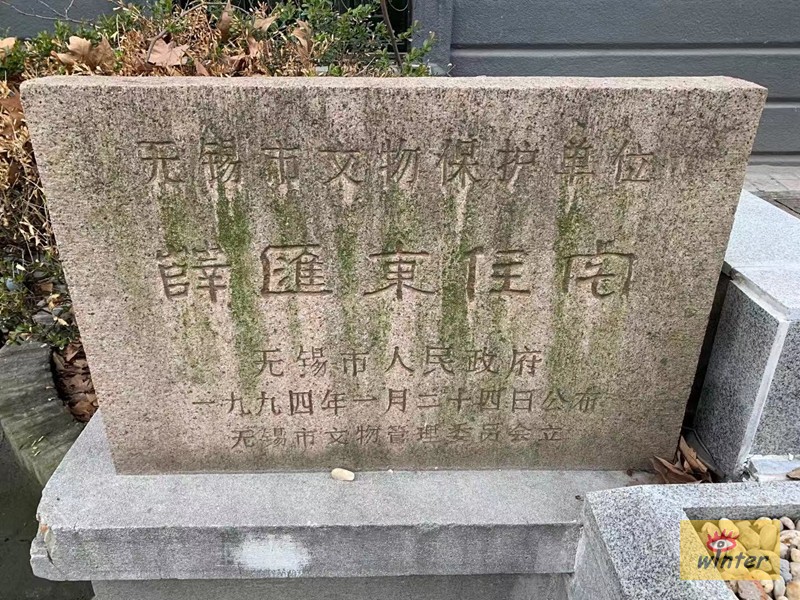 无锡市文物保护单位
薛匯東住宅
无锡市人民政府
一九九四年一月二十四日公布
无锡市文物管理委员会立
winter